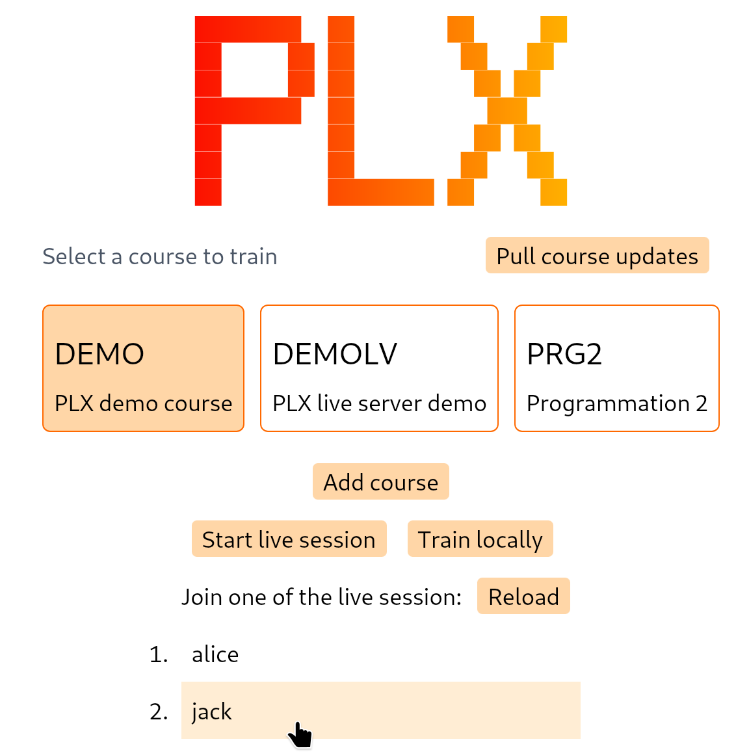 PLX
Select a course to train
Pull course updates
DEMO
PLX demo course
DEMOLV
PLX live server demo
PRG2
Programmation 2
Add course
Start live session
Train locally
Join one of the live session:
Reload
1. alice
2. jack